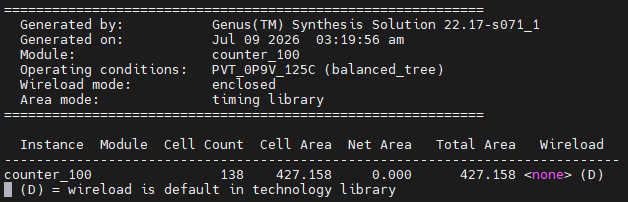 ============================================================
Generated by: Genus(TM) Synthesis Solution 22.17-s071_1
Generated on: Jul 09 2026 03:19:56 am
Module: counter_100
Operating conditions: PVT_0P9V_125C (balanced_tree)
Wireload mode: enclosed
Area mode: timing library
============================================================
Instance Module Cell Count Cell Area Net Area Total Area Wireload
------------------------------------------------------------------------------
counter_100 138 427.158 0.000 427.158 <none> (D)
(D) = wireload is default in technology library